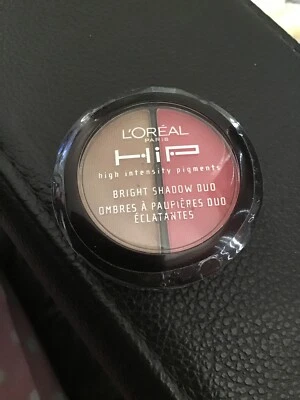 L'ORÉAL
PARIS
HiP
high intensity pigments
BRIGHT SHADOW DUO
OMBRES À PAUPIÈRES DUO
ÉCLATANTES